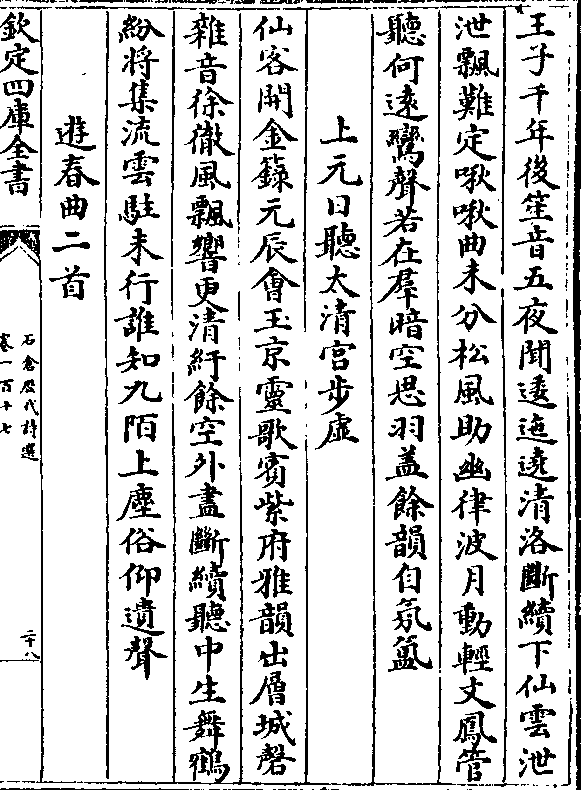 王子千年後笙音五夜聞逶迤遶清洛斷續下仙雲泄
泄飄難定啾啾曲未分松風助幽律波月動輕文鳳管
聽何遠鸞聲若在羣暗空思羽盖餘韻自氛氲
上元日聽太清宫步虛
仙客開金籙元辰會玉京靈歌賔紫府雅韻出層城磬
雜音徐徹風飄響更清紆餘空外盡斷續聽中生舞鶴
紛将集流雲駐未行誰知九陌上塵俗仰遺聲
遊春曲二首
欽定四庫全書
石倉歷代詩選
卷一百十七
二十八